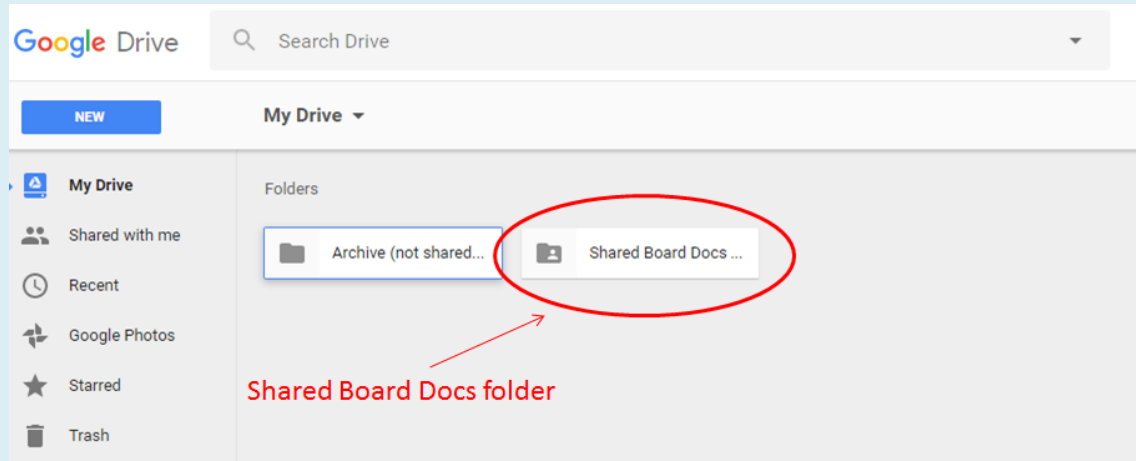 Google Drive
Search Drive
NEW
My Drive
My Drive
Shared with me
Recent
Google Photos
Starred
Trash
Folders
Archive (not shared...
Shared Board Docs ...
Shared Board Docs folder